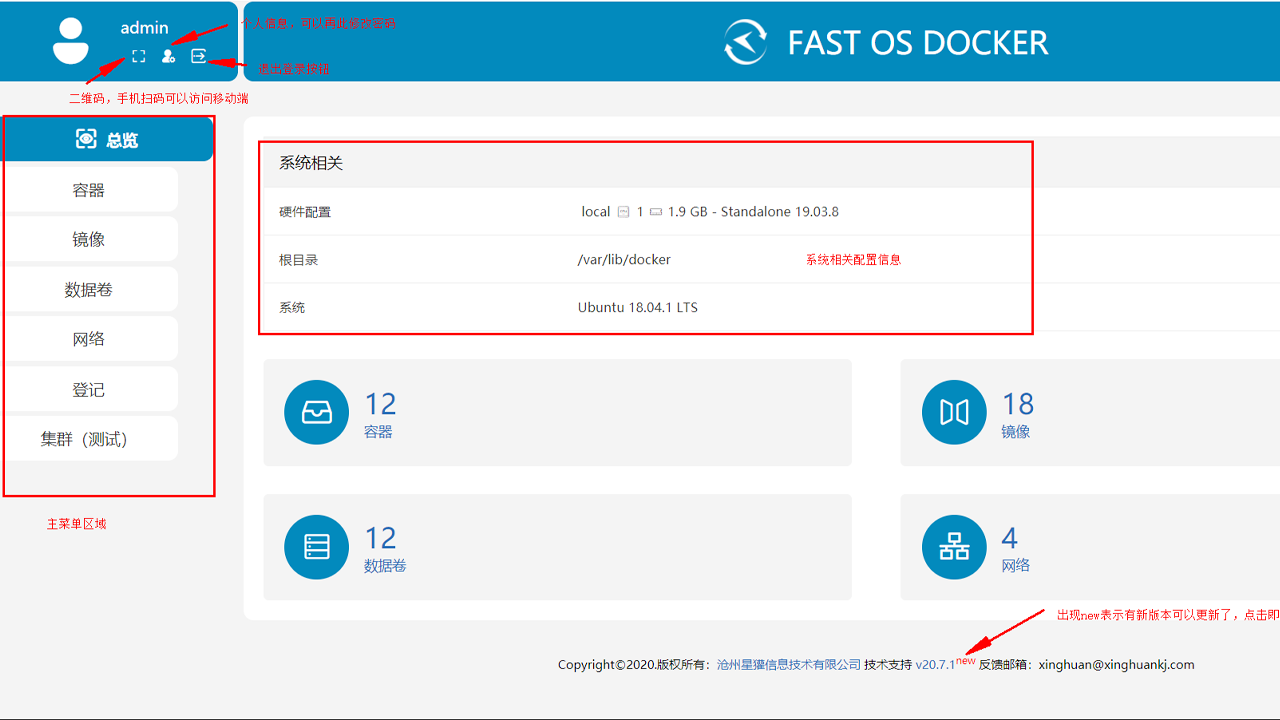 admin
个人信息，可以再此修改密码
退出登录按钮
二维码，手机扫码可以访问移动端
FAST OS DOCKER
总览
容器
镜像
数据卷
网络
登记
集群（测试）
主菜单区域
系统相关
硬件配置 local 1 1.9 GB - Standalone 19.03.8
根目录 /var/lib/docker 系统相关配置信息
系统 Ubuntu 18.04.1 LTS
12
容器
18
镜像
12
数据卷
4
网络
出现new表示有新版本可以更新了，点击即
Copyright©2020.版权所有：沧州星獾信息技术有限公司 技术支持 v20.7.1new 反馈邮箱：xinghuan@xinghuankj.com